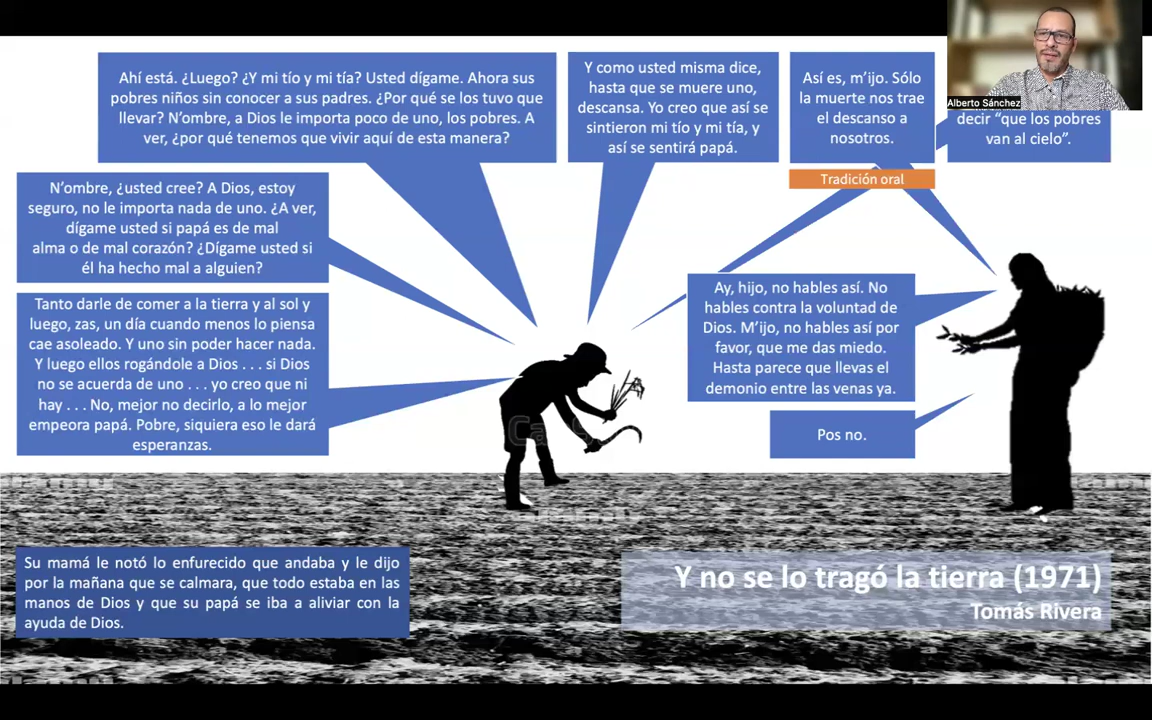 Ahí está. ¿Luego? ¿Y mi tío y mi tía? Usted dígame. Ahora sus
pobres niños sin conocer a sus padres. ¿Por qué se los tuvo que
llevar? N’ombre, a Dios le importa poco de uno, los pobres. A
ver, ¿por qué tenemos que vivir aquí de esta manera?
Y como usted misma dice,
hasta que se muere uno,
descansa. Yo creo que así se
sintieron mi tío y mi tía, y
así se sentirá papá.
Así es, m’ijo. Sólo
la muerte nos trae
el descanso a
nosotros.
Tradición oral
Alberto Sánchez
decir “que los pobres
van al cielo”.
N’ombre, ¿usted cree? A Dios, estoy
seguro, no le importa nada de uno. ¿A ver,
dígame usted si papá es de mal
alma o de mal corazón? ¿Dígame usted si
él ha hecho mal a alguien?
Ay, hijo, no hables así. No
hables contra la voluntad de
Dios. M’ijo, no hables así por
favor, que me das miedo.
Hasta parece que llevas el
demonio entre las venas ya.
Tanto darle de comer a la tierra y al sol y
luego, zas, un día cuando menos lo piensa
cae asoleado. Y uno sin poder hacer nada.
Y luego ellos rogándole a Dios . . . si Dios
no se acuerda de uno . . . yo creo que ni
hay . . . No, mejor no decirlo, a lo mejor
empeora papá. Pobre, siquiera eso le dará
esperanzas.
Pos no.
Su mamá le notó lo enfurecido que andaba y le dijo
por la mañana que se calmara, que todo estaba en las
manos de Dios y que su papá se iba a aliviar con la
ayuda de Dios.
Y no se lo tragó la tierra (1971)
Tomás Rivera